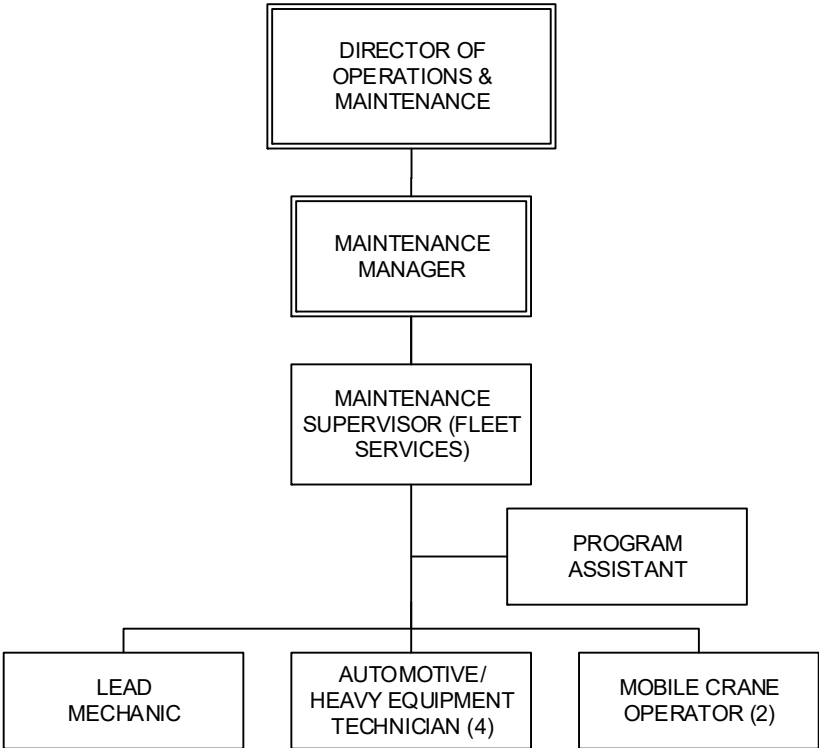 DIRECTOR OF
OPERATIONS &
MAINTENANCE
MAINTENANCE
MANAGER
MAINTENANCE
SUPERVISOR (FLEET
SERVICES)
PROGRAM
ASSISTANT
LEAD
MECHANIC
AUTOMOTIVE/
HEAVY EQUIPMENT
TECHNICIAN (4)
MOBILE CRANE
OPERATOR (2)